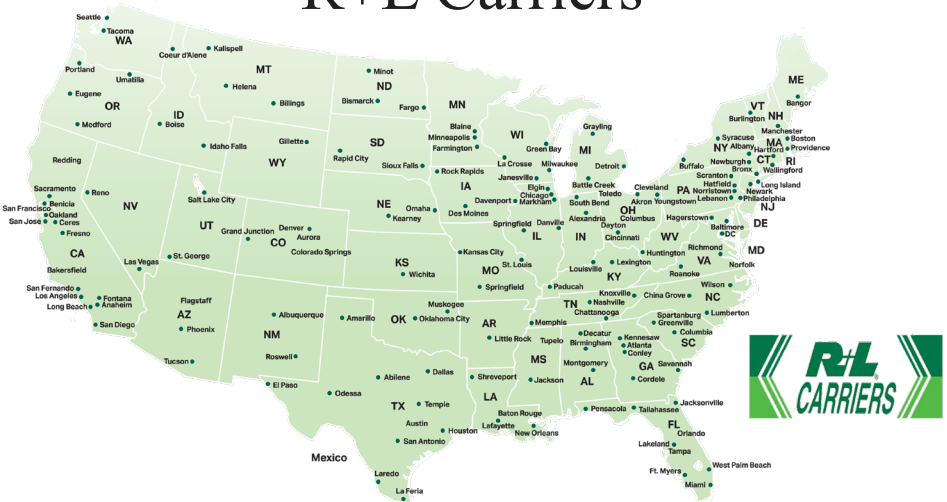 R+L Carriers
Seattle
Tacoma
WA
Coeur d'Alene
Kalispell
Portland
Umatilla
MT
Helena
Billings
Minot
ND
Bismarck
Fargo
MN
Blaine
Minneapolis
Farmington
WI
Green Bay
Grayling
MI
ME
Bangor
VT
Burlington
NH
Manchester
Eugene
OR
Medford
ID
Boise
Idaho Falls
WY
Gillette
SD
Rapid City
Sioux Falls
Rock Rapids
IA
La Crosse
Milwaukee
Janesville
Detroit
Battle Creek
Syracuse
NY
Albany
MA
Boston
Hartford
Providence
CT
RI
Wallingford
Newburgh
Bronx
Buffalo
Scranton
Hatfield
Norristown
Lebanon
Long Island
Newark
Philadelphia
NJ
Redding
Reno
Sacramento
Benicia
San Francisco
Oakland
San Jose
Ceres
Fresno
CA
Bakersfield
NV
Las Vegas
Salt Lake City
UT
St. George
Grand Junction
Denver
Aurora
CO
Colorado Springs
NE
Omaha
Kearney
Des Moines
Davenport
Elgin
Chicago
Markham
South Bend
Toledo
Cleveland
Akron
Youngstown
PA
Springfield
Danville
IL
IN
Alexandria
OH
Columbus
Dayton
Cincinnati
Hagerstown
Baltimore
DC
DE
MD
WV
Huntington
Richmond
VA
Norfolk
Roanoke
KS
Wichita
Kansas City
MO
St. Louis
Springfield
Louisville
Lexington
KY
Paducah
San Fernando
Los Angeles
Long Beach
Fontana
Anaheim
San Diego
Flagstaff
AZ
Phoenix
Tucson
NM
Albuquerque
Roswell
Amarillo
OK
Oklahoma City
Muskogee
AR
Little Rock
TN
Knoxville
Nashville
Chattanooga
Memphis
China Grove
NC
Wilson
Lumberton
Spartanburg
Greenville
Columbia
SC
Tupelo
Decatur
Birmingham
Kennesaw
Atlanta
Conley
GA
Savannah
Cordele
MS
Jackson
Montgomery
AL
El Paso
Odessa
Abilene
Dallas
TX
Temple
Austin
Houston
San Antonio
Laredo
La Feria
Mexico
Shreveport
LA
Baton Rouge
Lafayette
New Orleans
Pensacola
Tallahassee
Jacksonville
FL
Orlando
Lakeland
Tampa
Ft. Myers
West Palm Beach
Miami
R+L
CARRIERS